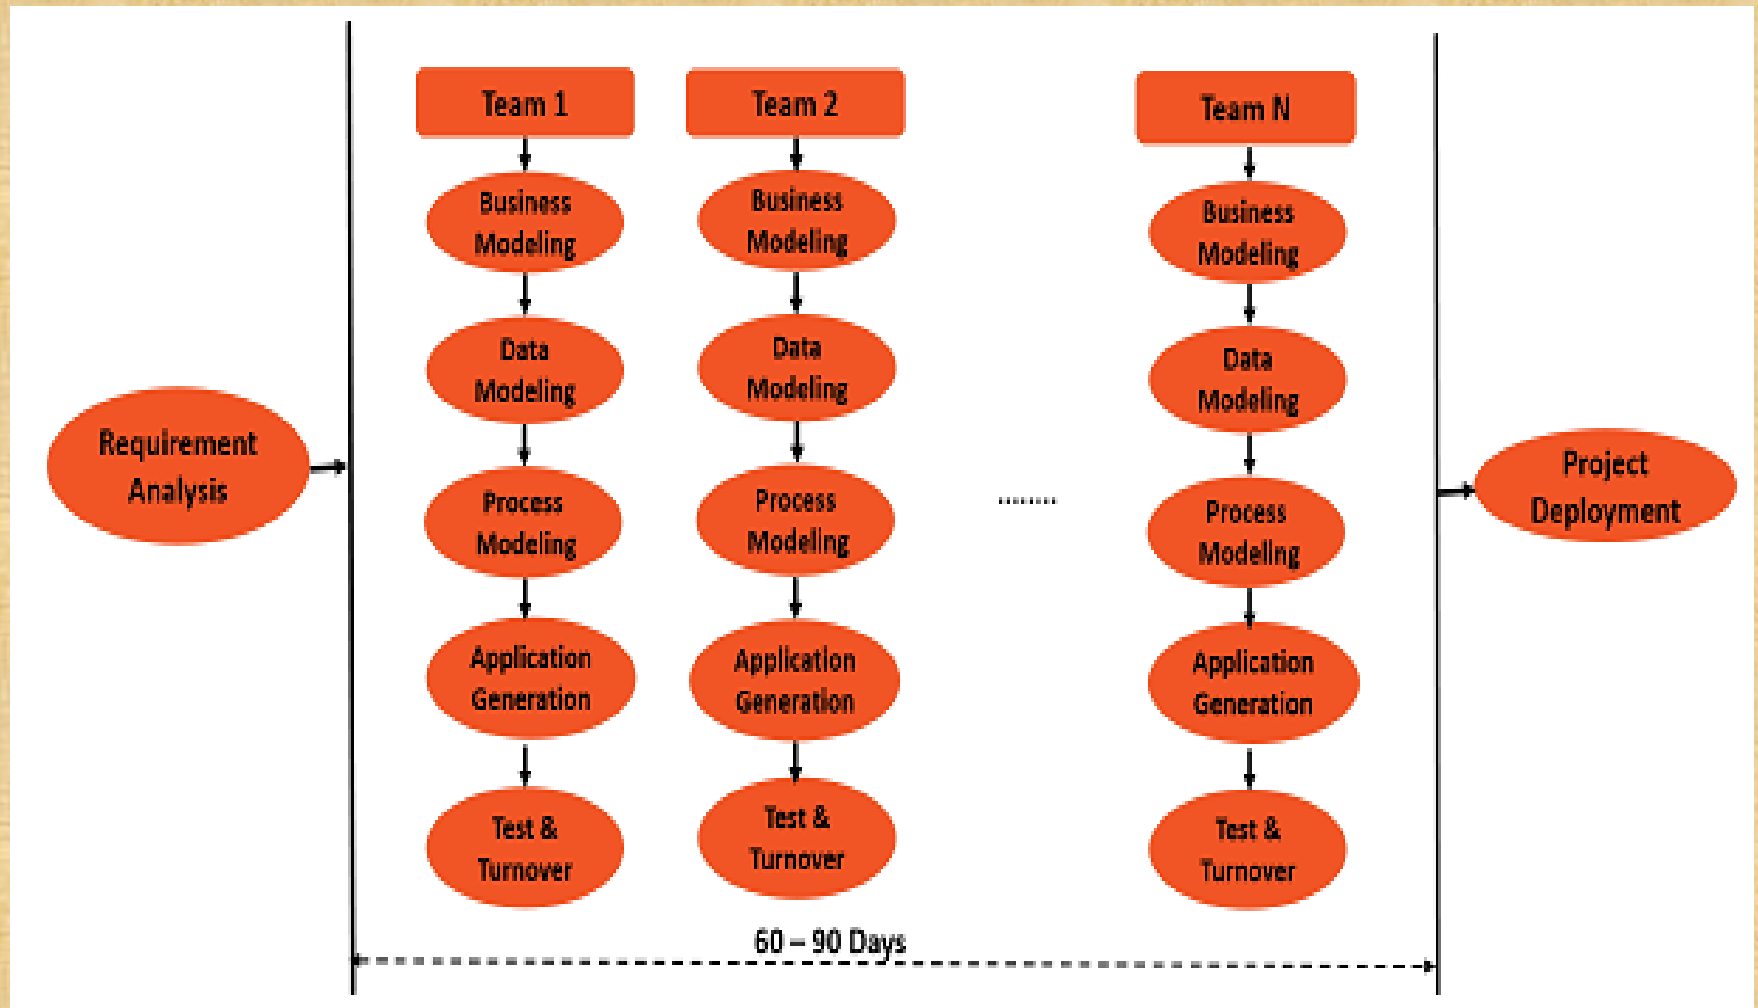 Team 1
Business
Modeling
Data
Modeling
Process
Modeling
Application
Generation
Test &
Turnover
Team 2
Business
Modeling
Data
Modeling
Process
Modeling
Application
Generation
Test &
Turnover
........
Team N
Business
Modeling
Data
Modeling
Process
Modeling
Application
Generation
Test &
Turnover
Requirement
Analysis
Project
Deployment
60 – 90 Days